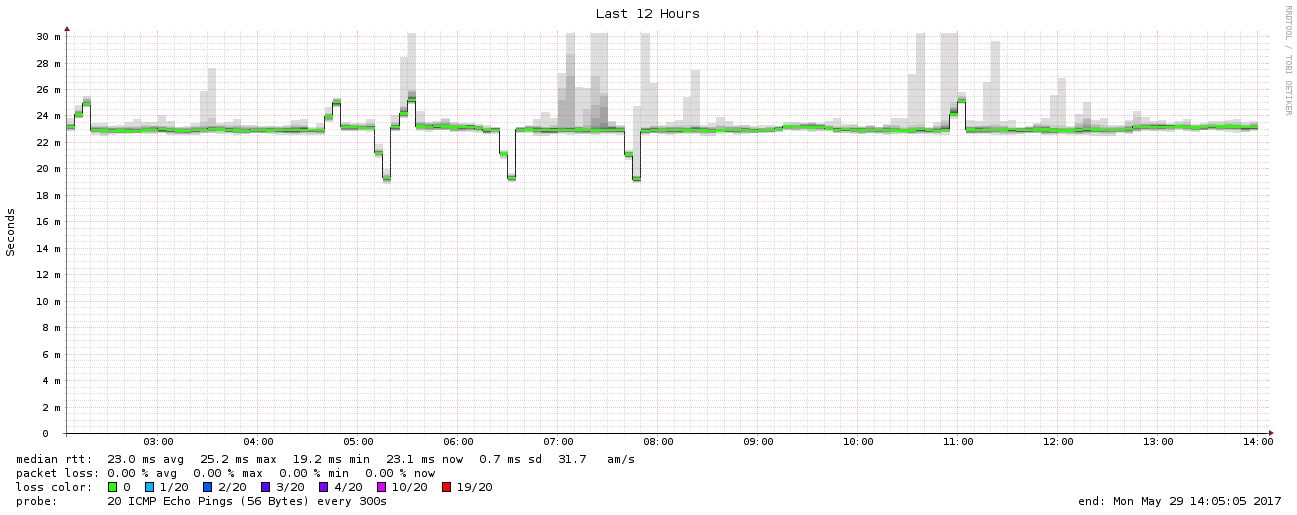 Last 12 Hours
RRDTOOL / TOBI OETIKER
Seconds
30 m
28 m
26 m
24 m
22 m
20 m
18 m
16 m
14 m
12 m
10 m
8 m
6 m
4 m
2 m
0
03:00 04:00 05:00 06:00 07:00 08:00 09:00 10:00 11:00 12:00 13:00 14:00
median rtt: 23.0 ms avg 25.2 ms max 19.2 ms min 23.1 ms now 0.7 ms sd 31.7 am/s
packet loss: 0.00 % avg 0.00 % max 0.00 % min 0.00 % now
loss color: 0 1/20 2/20 3/20 4/20 10/20 19/20
probe: 20 ICMP Echo Pings (56 Bytes) every 300s end: Mon May 29 14:05:05 2017